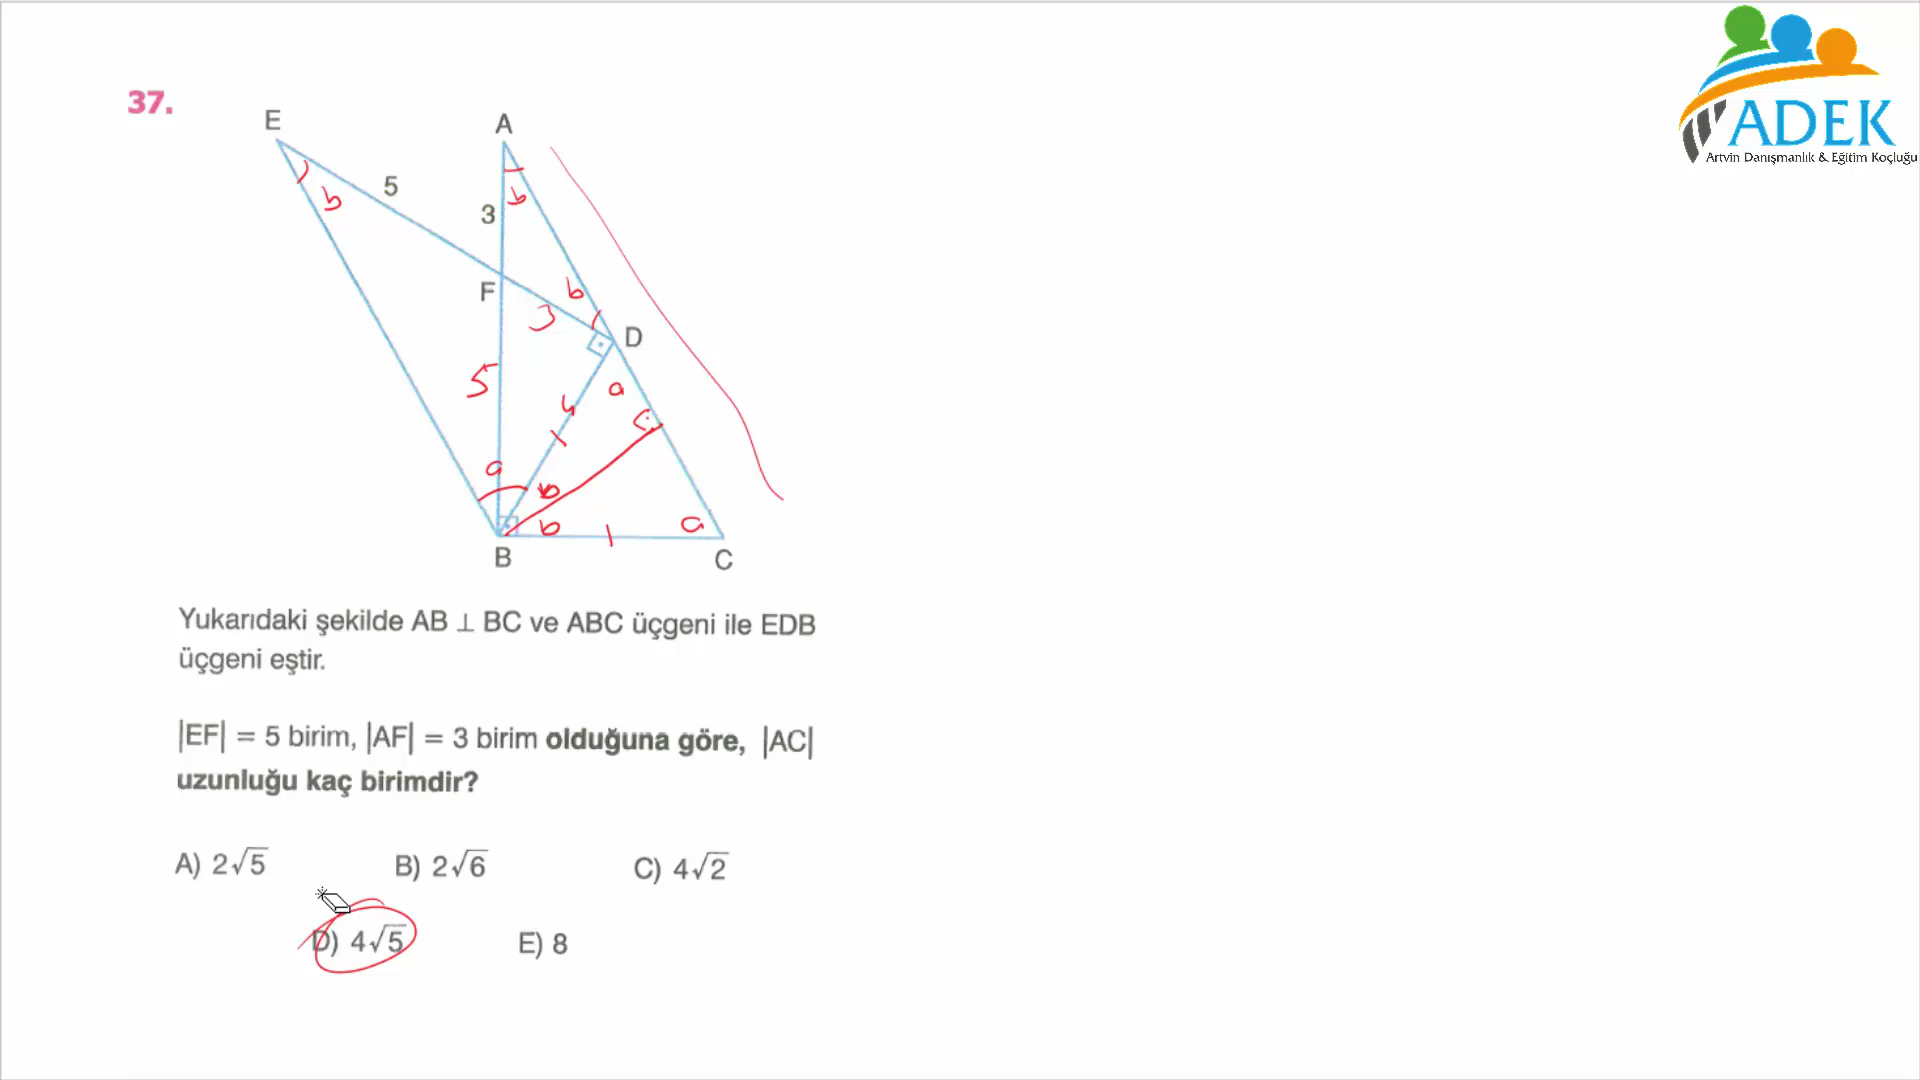 ADEK
Artvin Danışmanlık & Eğitim Koçluğu
37.
E
A
5
b
b
3
F
b
3
D
5
a
4
a
b
b
a
B
C
Yukarıdaki şekilde AB ⊥ BC ve ABC üçgeni ile EDB
üçgeni eştir.
|EF| = 5 birim, |AF| = 3 birim olduğuna göre, |AC|
uzunluğu kaç birimdir?
A) 2√5 B) 2√6 C) 4√2
D) 4√5 E) 8